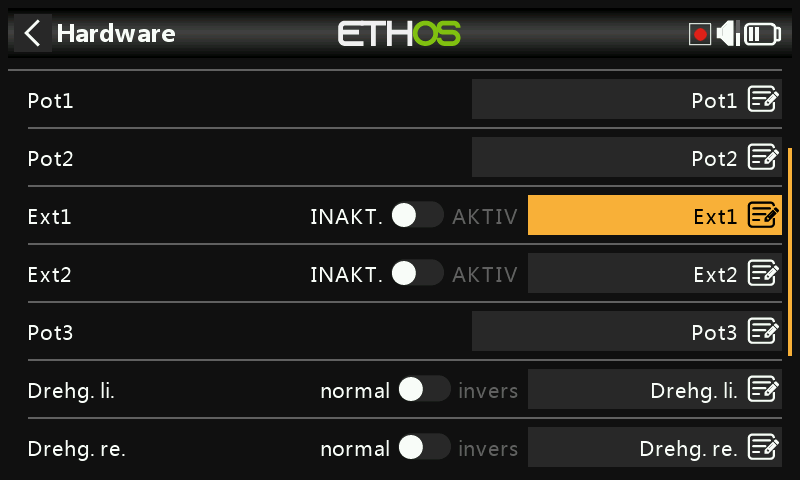 Hardware ETHOS
Pot1 Pot1
Pot2 Pot2
Ext1 INAKT. AKTIV Ext1
Ext2 INAKT. AKTIV Ext2
Pot3 Pot3
Drehg. li. normal invers Drehg. li.
Drehg. re. normal invers Drehg. re.